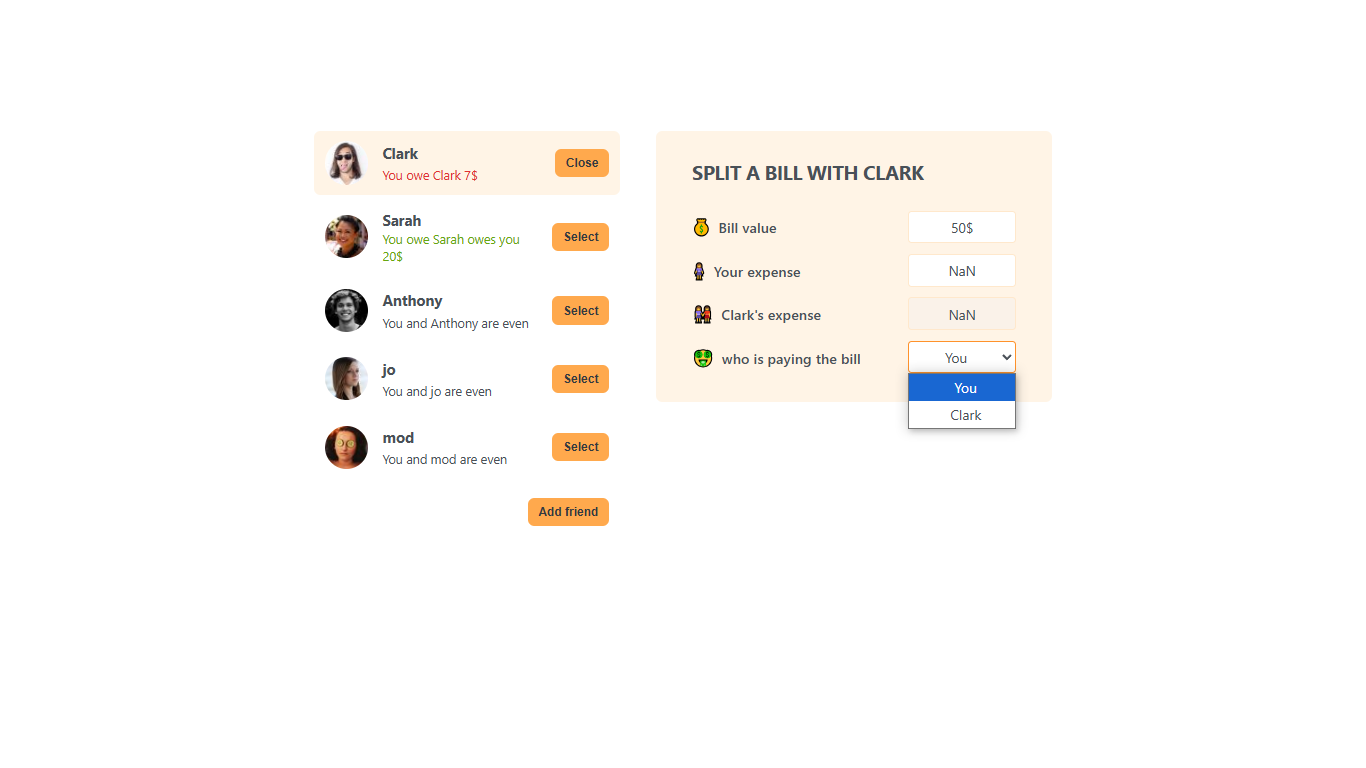 Clark
You owe Clark 7$
Close
Sarah
You owe Sarah owes you
20$
Select
Anthony
You and Anthony are even
Select
jo
You and jo are even
Select
mod
You and mod are even
Select
Add friend
SPLIT A BILL WITH CLARK
Bill value
50$
Your expense
NaN
Clark's expense
NaN
who is paying the bill
You
You
Clark